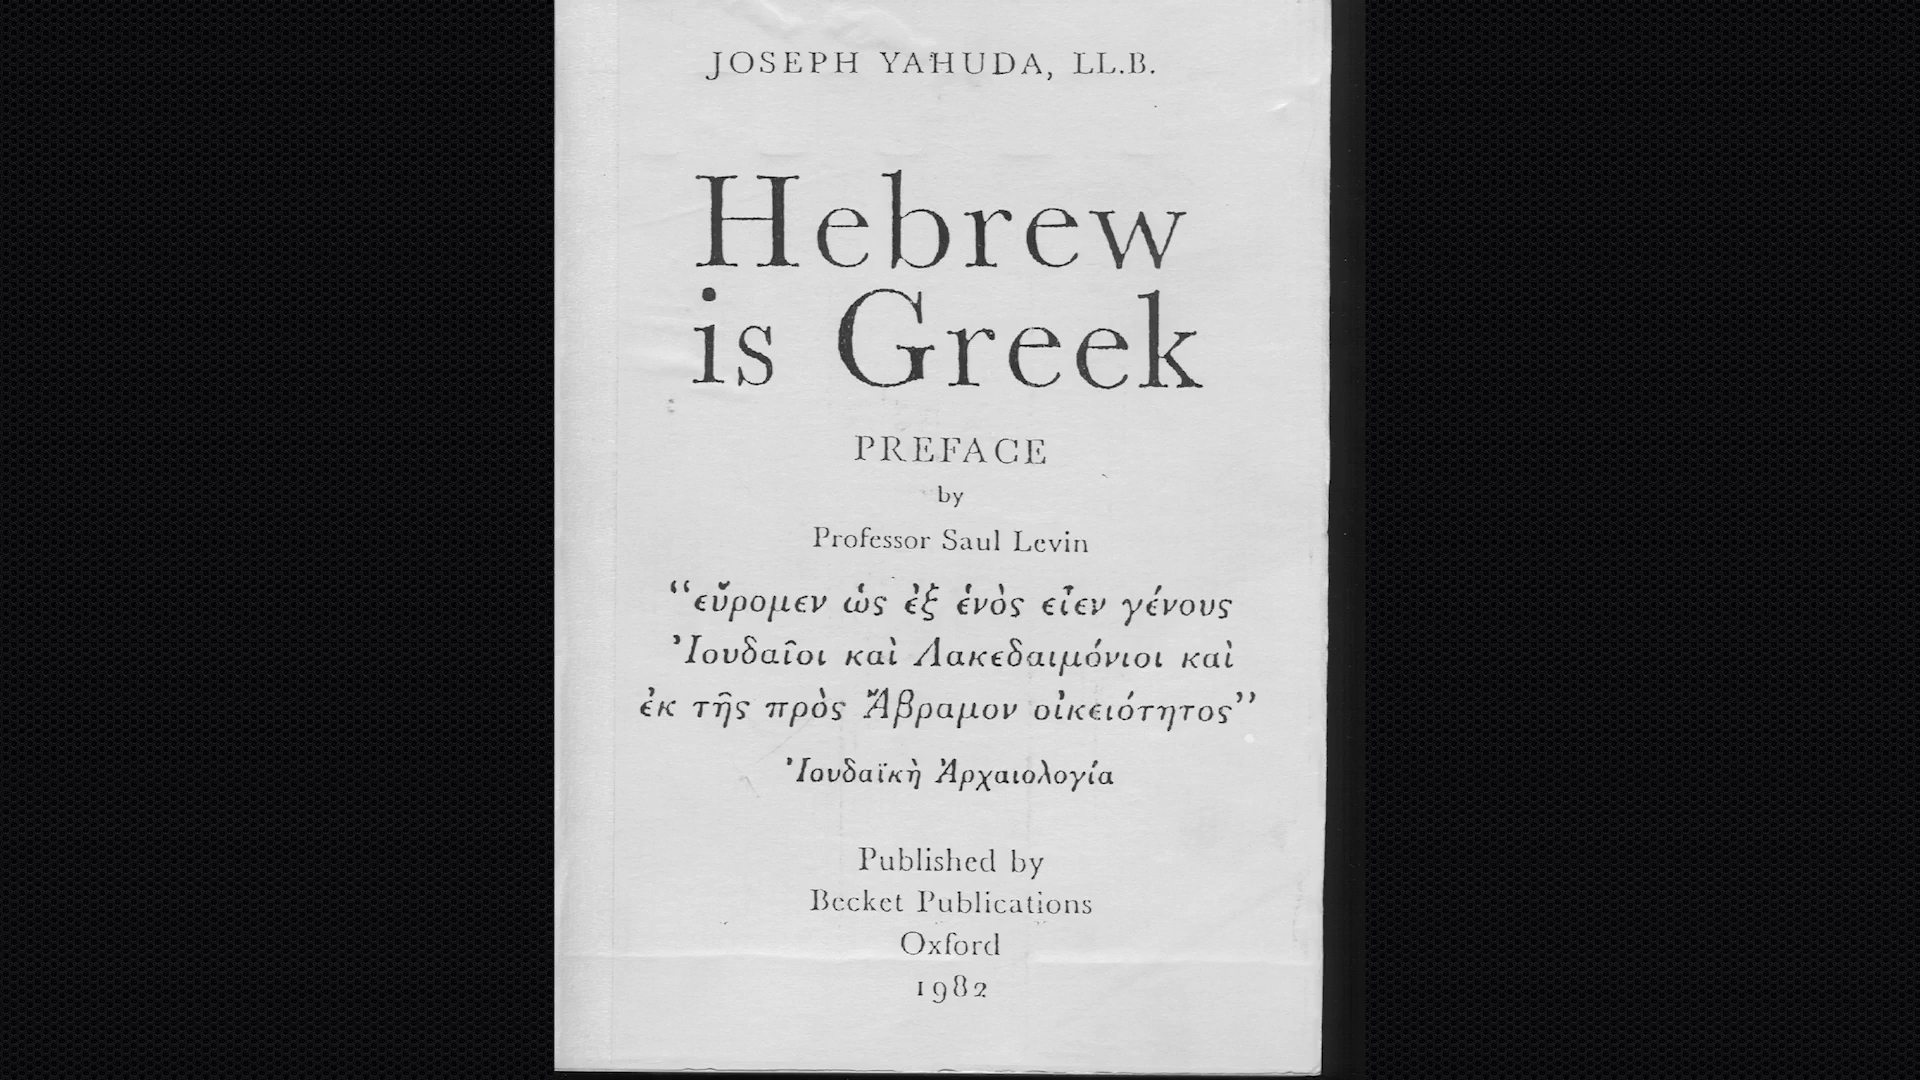 JOSEPH YAHUDA, LL.B.
Hebrew
is Greek
PREFACE
by
Professor Saul Levin
“εὕρομεν ὡς ἐξ ἑνὸς εἶεν γένους
Ἰουδαῖοι καὶ Λακεδαιμόνιοι καὶ
ἐκ τῆς πρὸς Ἄβραμον οἰκειότητος”
Ἰουδαϊκὴ Ἀρχαιολογία
Published by
Becket Publications
Oxford
1982